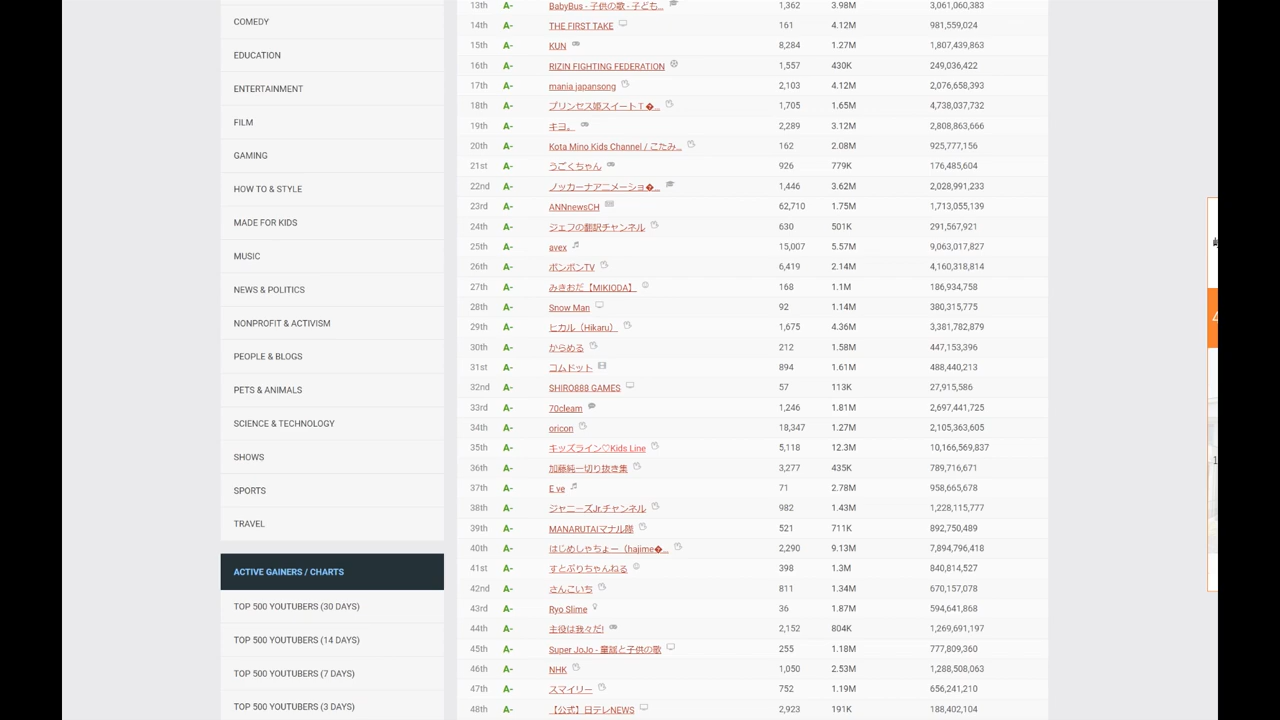 COMEDY
EDUCATION
ENTERTAINMENT
FILM
GAMING
HOW TO & STYLE
MADE FOR KIDS
MUSIC
NEWS & POLITICS
NONPROFIT & ACTIVISM
PEOPLE & BLOGS
PETS & ANIMALS
SCIENCE & TECHNOLOGY
SHOWS
SPORTS
TRAVEL
ACTIVE GAINERS / CHARTS
TOP 500 YOUTUBERS (30 DAYS)
TOP 500 YOUTUBERS (14 DAYS)
TOP 500 YOUTUBERS (7 DAYS)
TOP 500 YOUTUBERS (3 DAYS)
13th A- BabyBus - 子供の歌 - 子ども... 1,362 3.98M 3,061,060,383
14th A- THE FIRST TAKE 161 4.12M 981,559,024
15th A- KUN 8,284 1.27M 1,807,439,863
16th A- RIZIN FIGHTING FEDERATION 1,557 430K 249,036,422
17th A- mania japansong 2,103 4.12M 2,076,658,393
18th A- プリンセス姫スイートT�... 1,705 1.65M 4,738,037,732
19th A- キヨ。 2,289 3.12M 2,808,863,666
20th A- Kota Mino Kids Channel / こたみ... 162 2.08M 925,777,156
21st A- うごくちゃん 926 779K 176,485,604
22nd A- ノッカーナアニメーショ�... 1,446 3.62M 2,028,991,233
23rd A- ANNnewsCH 62,710 1.75M 1,713,055,139
24th A- ジェフの翻訳チャンネル 630 501K 291,567,921
25th A- avex 15,007 5.57M 9,063,017,827
26th A- ボンボンTV 6,419 2.14M 4,160,318,814
27th A- みきおだ【MIKIODA】 168 1.1M 186,934,758
28th A- Snow Man 92 1.14M 380,315,775
29th A- ヒカル（Hikaru） 1,675 4.36M 3,381,782,879
30th A- からめる 212 1.58M 447,153,396
31st A- コムドット 894 1.61M 488,440,213
32nd A- SHIRO888 GAMES 57 113K 27,915,586
33rd A- 70cleam 1,246 1.81M 2,697,441,725
34th A- oricon 18,347 1.27M 2,105,363,605
35th A- キッズライン♡Kids Line 5,118 12.3M 10,166,569,837
36th A- 加藤純一切り抜き集 3,277 435K 789,716,671
37th A- E ve 71 2.78M 958,665,678
38th A- ジャニーズJr.チャンネル 982 1.43M 1,228,115,777
39th A- MANARUTAIマナル隊 521 711K 892,750,489
40th A- はじめしゃちょー（hajime�... 2,290 9.13M 7,894,796,418
41st A- すとぷりちゃんねる 398 1.3M 840,814,527
42nd A- さんこいち 811 1.34M 670,157,078
43rd A- Ryo Slime 36 1.87M 594,641,868
44th A- 主役は我々だ! 2,152 804K 1,269,691,197
45th A- Super JoJo - 童謡と子供の歌 255 1.18M 777,809,360
46th A- NHK 1,050 2.53M 1,288,508,063
47th A- スマイリー 752 1.19M 656,241,210
48th A- 【公式】日テレNEWS 2,923 191K 188,402,104